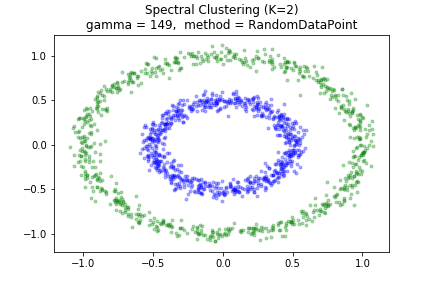 Spectral Clustering (K=2)
gamma = 149,  method = RandomDataPoint
1.0
0.5
0.0
−0.5
−1.0
−1.0 −0.5 0.0 0.5 1.0